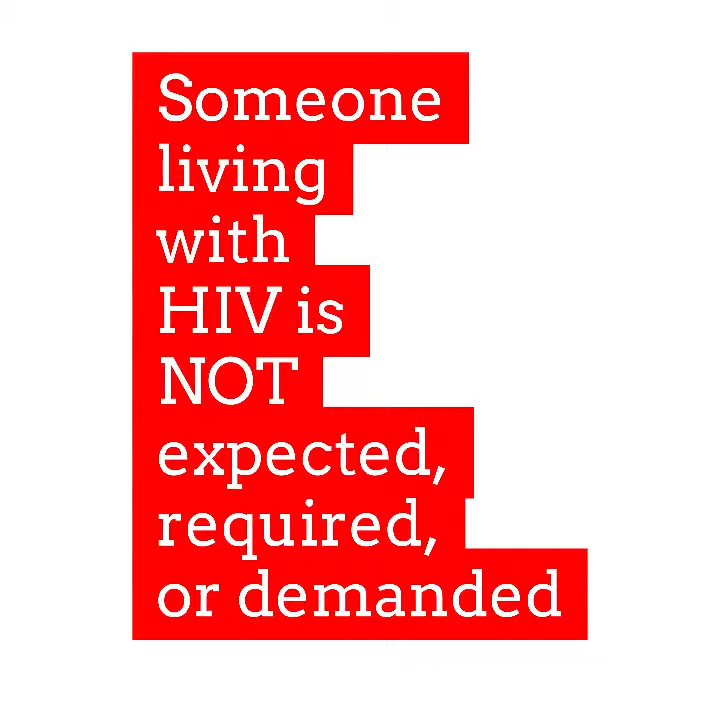 Someone
living
with
HIV is
NOT
expected,
required,
or demanded